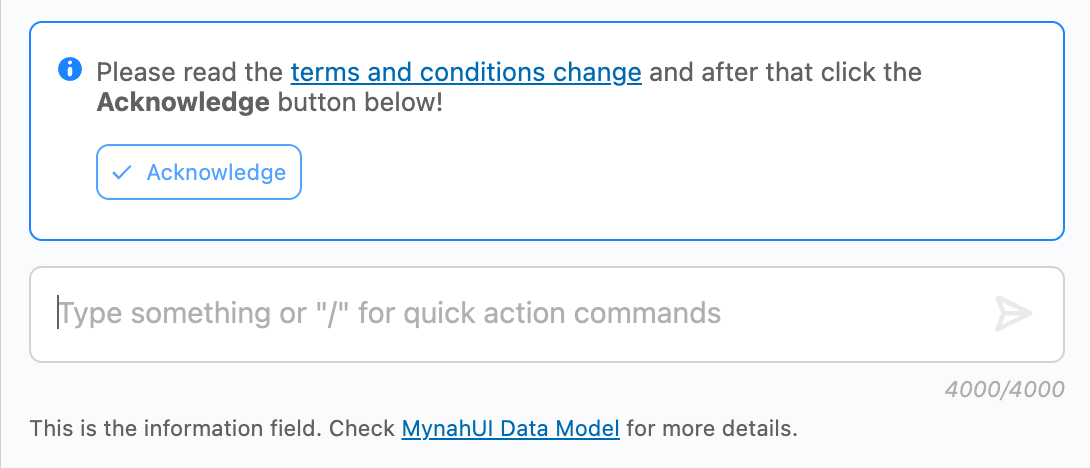 Please read the terms and conditions change and after that click the
Acknowledge button below!
Acknowledge
Type something or "/" for quick action commands
4000/4000
This is the information field. Check MynahUI Data Model for more details.